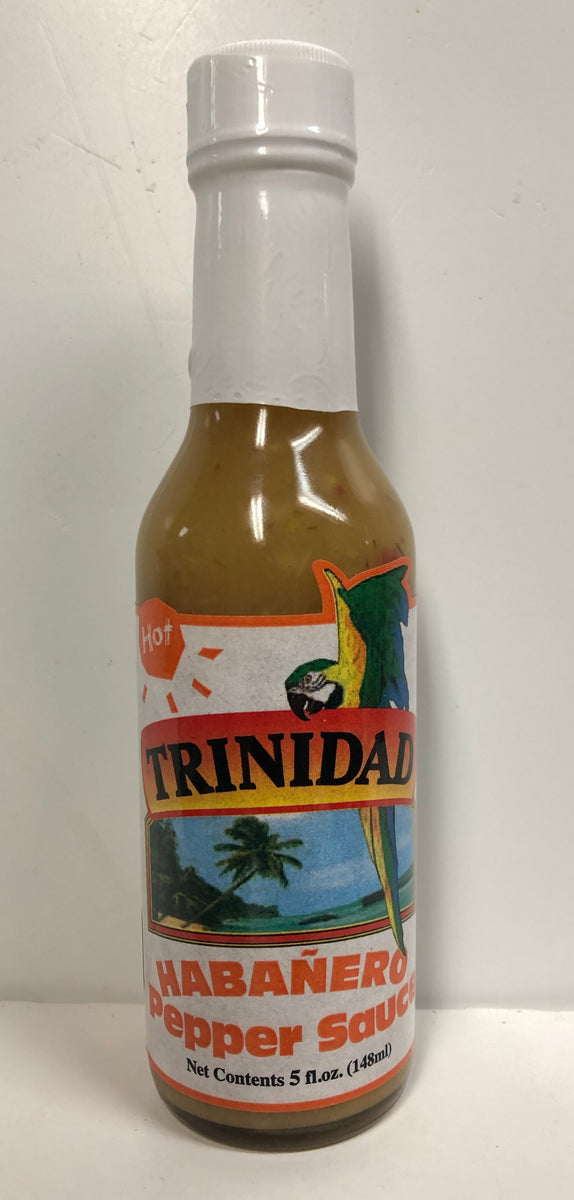 Hot
TRINIDAD
HABAÑERO
Pepper Sauce
Net Contents 5 fl.oz. (148ml)